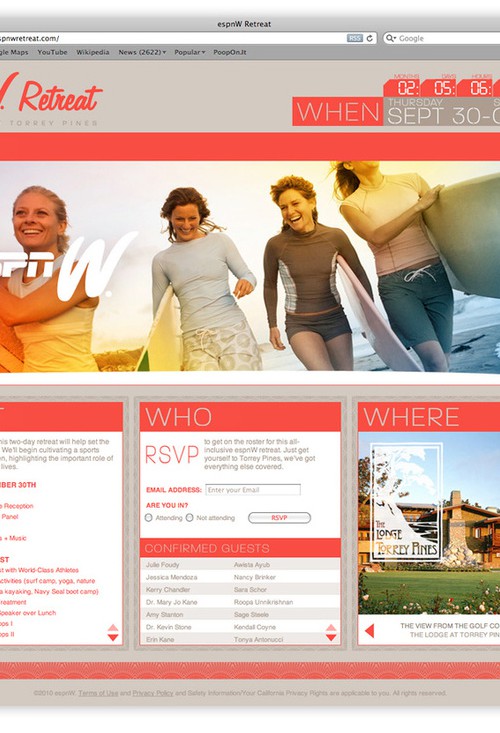 espnW Retreat
spnwretreat.com/
RSS
Google
gle Maps YouTube Wikipedia News (2622) Popular PoopOn.It
W. Retreat
TORREY PINES
MONTHS DAYS HOURS
02: 05: 06:
WHEN THURSDAY
SEPT 30-
ESPN W.
WHO
WHERE
his two-day retreat will help set the
We'll begin cultivating a sports
en, highlighting the important role of
lives.
MBER 30TH
e Reception
Panel
s + Music
ST
t with World-Class Athletes
ctivities (surf camp, yoga, nature
a kayaking, Navy Seal boot camp)
reatment
Speaker over Lunch
ops I
ops II
RSVP
to get on the roster for this all-
inclusive espnW retreat. Just get
yourself to Torrey Pines, we've got
everything else covered.
EMAIL ADDRESS: Enter your Email
ARE YOU IN?
Attending Not attending RSVP
CONFIRMED GUESTS
Julie Foudy Awista Ayub
Jessica Mendoza Nancy Brinker
Kerry Chandler Sara Schor
Dr. Mary Jo Kane Roopa Unnikrishnan
Amy Stanton Sage Steele
Dr. Kevin Stone Kendall Coyne
Erin Kane Tonya Antonucci
THE LODGE
AT
TORREY PINES
THE VIEW FROM THE GOLF CO
THE LODGE AT TORREY PIN
©2010 espnW. Terms of Use and Privacy Policy and Safety Information/Your California Privacy Rights are applicable to you. All rights reserved.